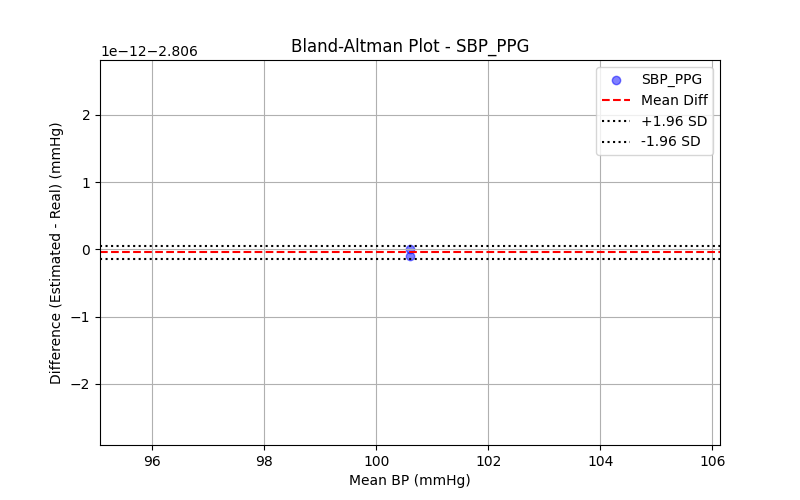 Bland-Altman Plot - SBP_PPG
1e−12−2.806
SBP_PPG
Mean Diff
+1.96 SD
-1.96 SD
2
1
0
−1
−2
Difference (Estimated - Real) (mmHg)
96 98 100 102 104 106
Mean BP (mmHg)